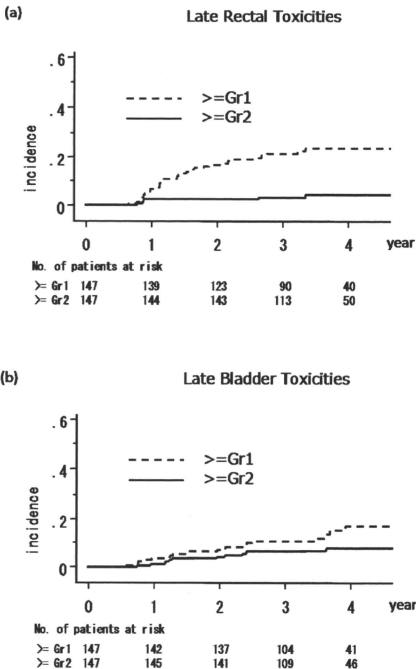 (a)
Late Rectal Toxicities
.6
.4
.2
0
incidence
>=Gr1
>=Gr2
0 1 2 3 4 year
No. of patients at risk
>= Gr1 147 139 123 90 40
>= Gr2 147 144 143 113 50
(b)
Late Bladder Toxicities
.6
.4
.2
0
incidence
>=Gr1
>=Gr2
0 1 2 3 4 year
No. of patients at risk
>= Gr1 147 142 137 104 41
>= Gr2 147 145 141 109 46